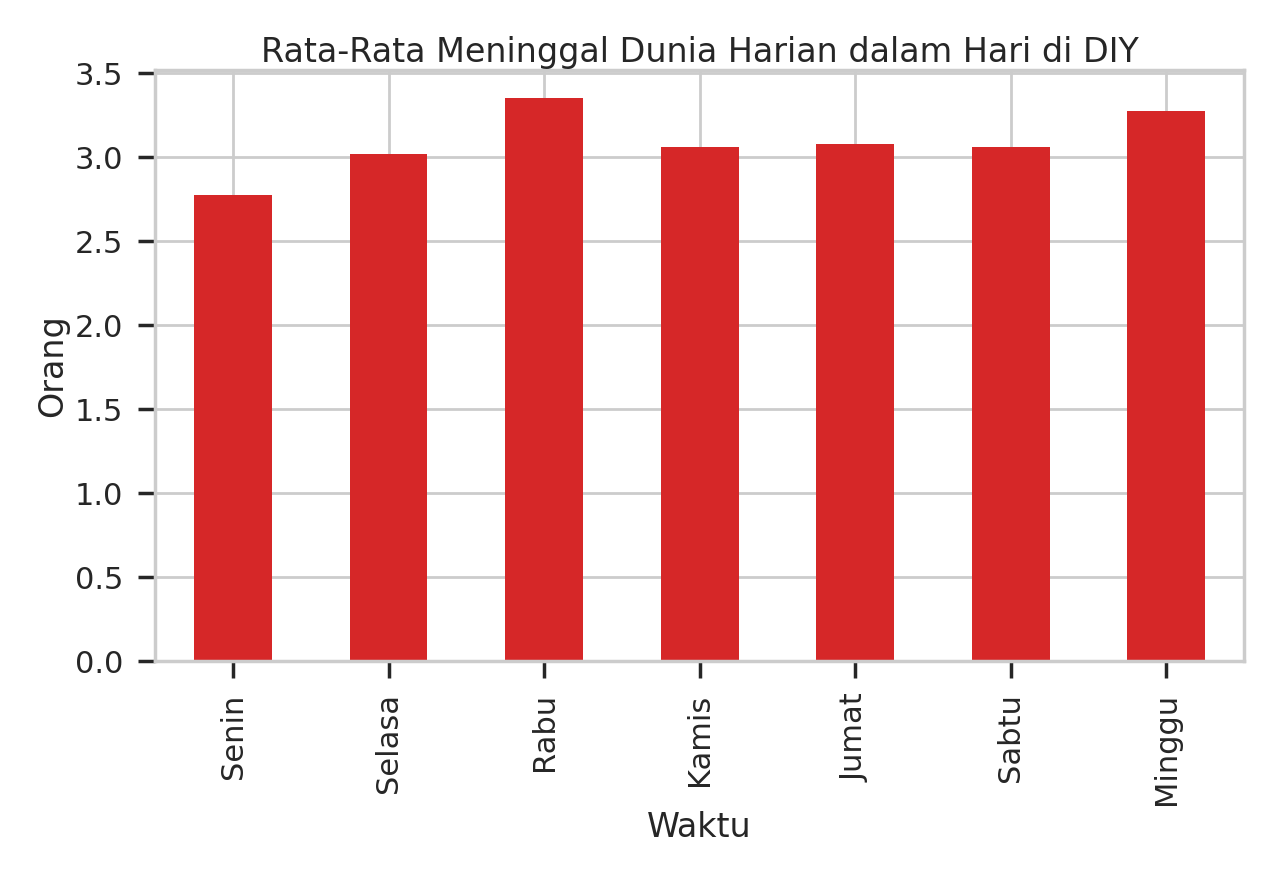 Rata-Rata Meninggal Dunia Harian dalam Hari di DIY
3.5
3.0
2.5
2.0
1.5
1.0
0.5
0.0
Orang
Senin
Selasa
Rabu
Kamis
Jumat
Sabtu
Minggu
Waktu